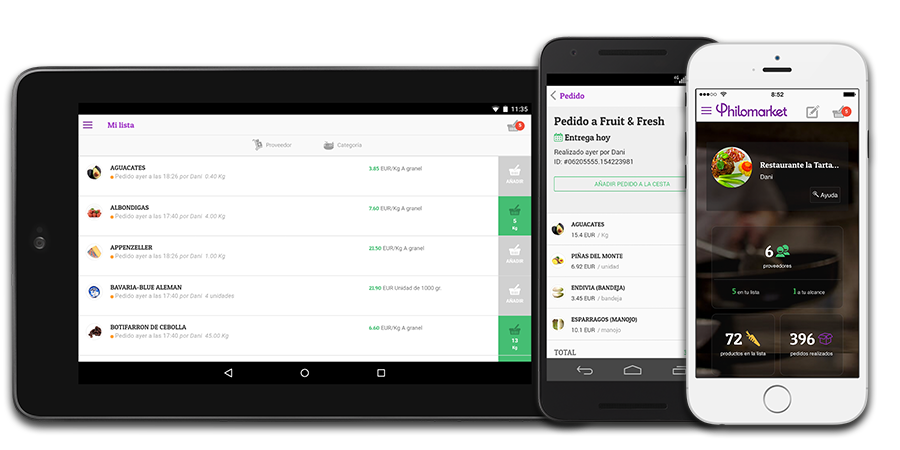 11:35
Mi lista
5
Proveedor
Categoría
AGUACATES
Pedido ayer a las 18:26 por Dani 0:40 Kg
5.85 EUR/Kg A granel
AÑADIR
ALBONDIGAS
Pedido ayer a las 17:40 por Dani 4:00 Kg
7.60 EUR/Kg A granel
5
Kg
APPENZELLER
Pedido ayer a las 18:26 por Dani 1:00 Kg
21.50 EUR/Kg A granel
AÑADIR
BAVARIA-BLUE ALEMAN
Pedido ayer a las 17:40 por Dani 4 unidades
21.90 EUR Unidad de 1000 gr.
AÑADIR
BOTIFARRON DE CEBOLLA
Pedido ayer a las 17:40 por Dani 45.00 Kg
6.60 EUR/Kg A granel
13
Kg
4G
Pedido
Pedido a Fruit & Fresh
Entrega hoy
Realizado ayer por Dani
ID: #06205555.154223981
AÑADIR PEDIDO A LA CESTA
AGUACATES
15.4 EUR / Kg
PIÑAS DEL MONTE
6.92 EUR / unidad
ENDIVIA (BANDEJA)
3.45 EUR / bandeja
ESPARRAGOS (MANOJO)
10.1 EUR / manojo
TOTAL
8:52
Philomarket
5
Restaurante la Tarta...
Dani
Ayuda
6
proveedores
5 en tu lista
1 a tu alcance
72
productos en la lista
396
pedidos realizados